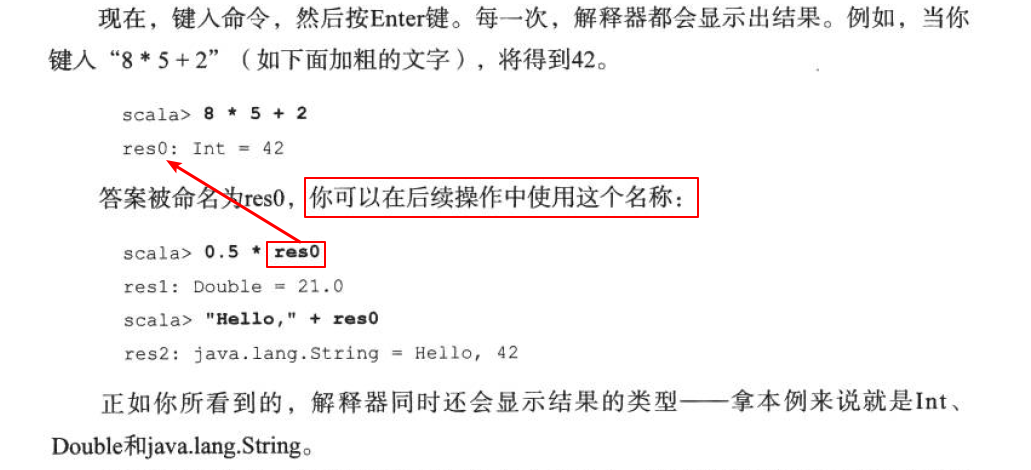 现在，键入命令，然后按Enter键。每一次，解释器都会显示出结果。例如，当你
键入“8 * 5 + 2”（如下面加粗的文字），将得到42。
scala> 8 * 5 + 2
res0: Int = 42
答案被命名为res0，你可以在后续操作中使用这个名称：
scala> 0.5 * res0
res1: Double = 21.0
scala> "Hello," + res0
res2: java.lang.String = Hello, 42
正如你所看到的，解释器同时还会显示结果的类型——拿本例来说就是Int、
Double和java.lang.String。